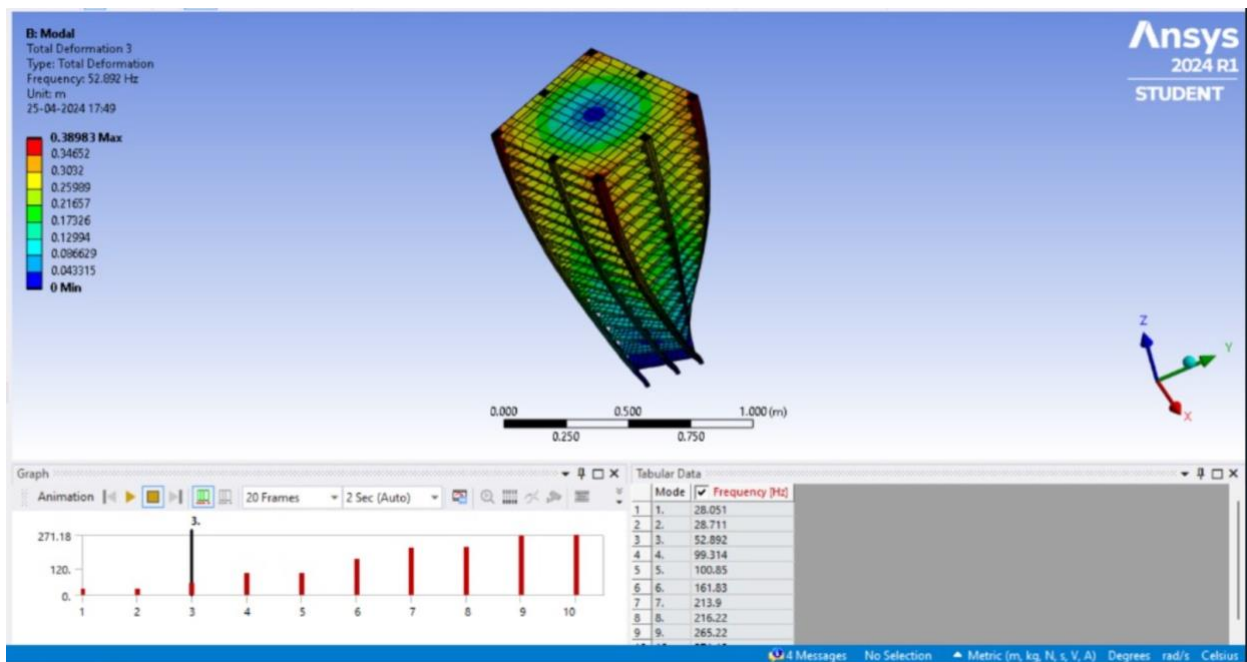 B: Modal
Total Deformation 3
Type: Total Deformation
Frequency: 52.892 Hz
Unit: m
25-04-2024 17:49
0.38983 Max
0.34652
0.3032
0.25989
0.21657
0.17326
0.12994
0.086629
0.043315
0 Min
Ansys
2024 R1
STUDENT
Z
Y
X
0.000 0.500 1.000 (m)
0.250 0.750
Graph
Animation 20 Frames 2 Sec (Auto)
3.
271.18
120.
0.
1 2 3 4 5 6 7 8 9 10
Tabular Data
Mode Frequency [Hz]
1 1. 28.051
2 2. 28.711
3 3. 52.892
4 4. 99.314
5 5. 100.85
6 6. 161.83
7 7. 213.9
8 8. 216.22
9 9. 265.22
4 Messages No Selection Metric (m, kg, N, s, V, A) Degrees rad/s Celsius